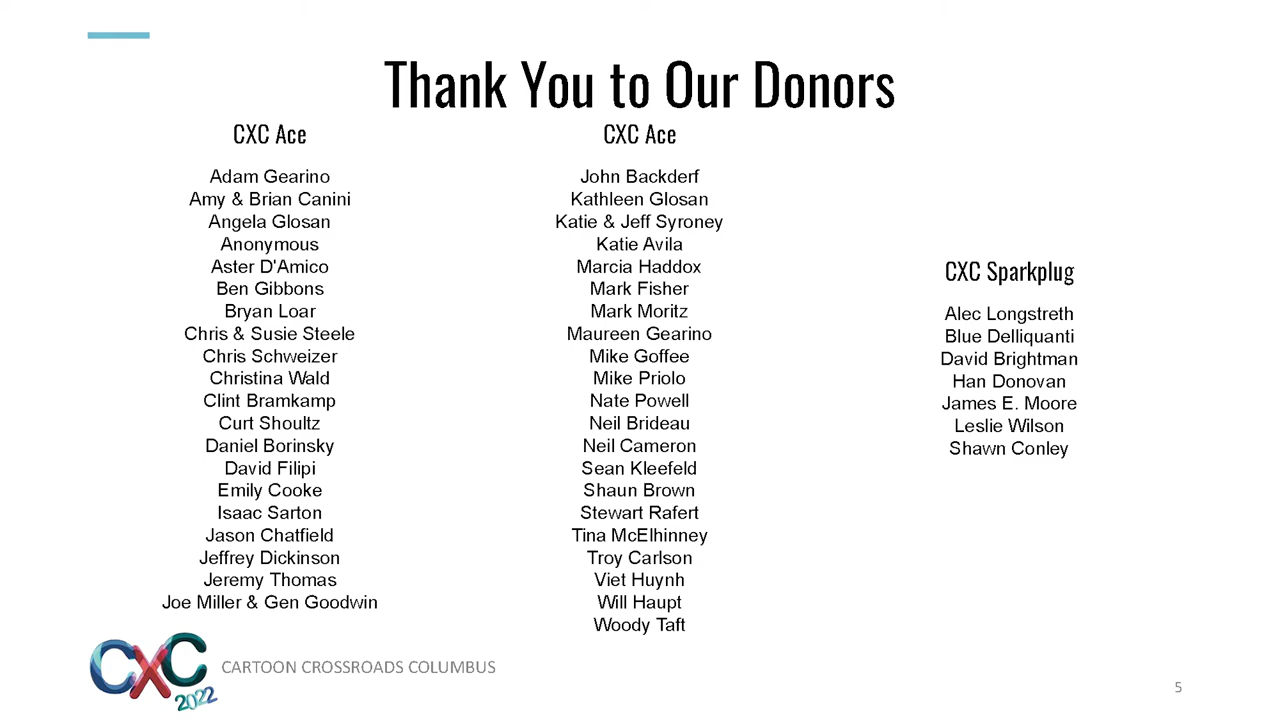 Thank You to Our Donors
CXC Ace
Adam Gearino
Amy & Brian Canini
Angela Glosan
Anonymous
Aster D'Amico
Ben Gibbons
Bryan Loar
Chris & Susie Steele
Chris Schweizer
Christina Wald
Clint Bramkamp
Curt Shoultz
Daniel Borinsky
David Filipi
Emily Cooke
Isaac Sarton
Jason Chatfield
Jeffrey Dickinson
Jeremy Thomas
Joe Miller & Gen Goodwin
CXC Ace
John Backderf
Kathleen Glosan
Katie & Jeff Syroney
Katie Avila
Marcia Haddox
Mark Fisher
Mark Moritz
Maureen Gearino
Mike Goffee
Mike Priolo
Nate Powell
Neil Brideau
Neil Cameron
Sean Kleefeld
Shaun Brown
Stewart Rafert
Tina McElhinney
Troy Carlson
Viet Huynh
Will Haupt
Woody Taft
CXC Sparkplug
Alec Longstreth
Blue Delliquanti
David Brightman
Han Donovan
James E. Moore
Leslie Wilson
Shawn Conley
CXC
2022
CARTOON CROSSROADS COLUMBUS
5